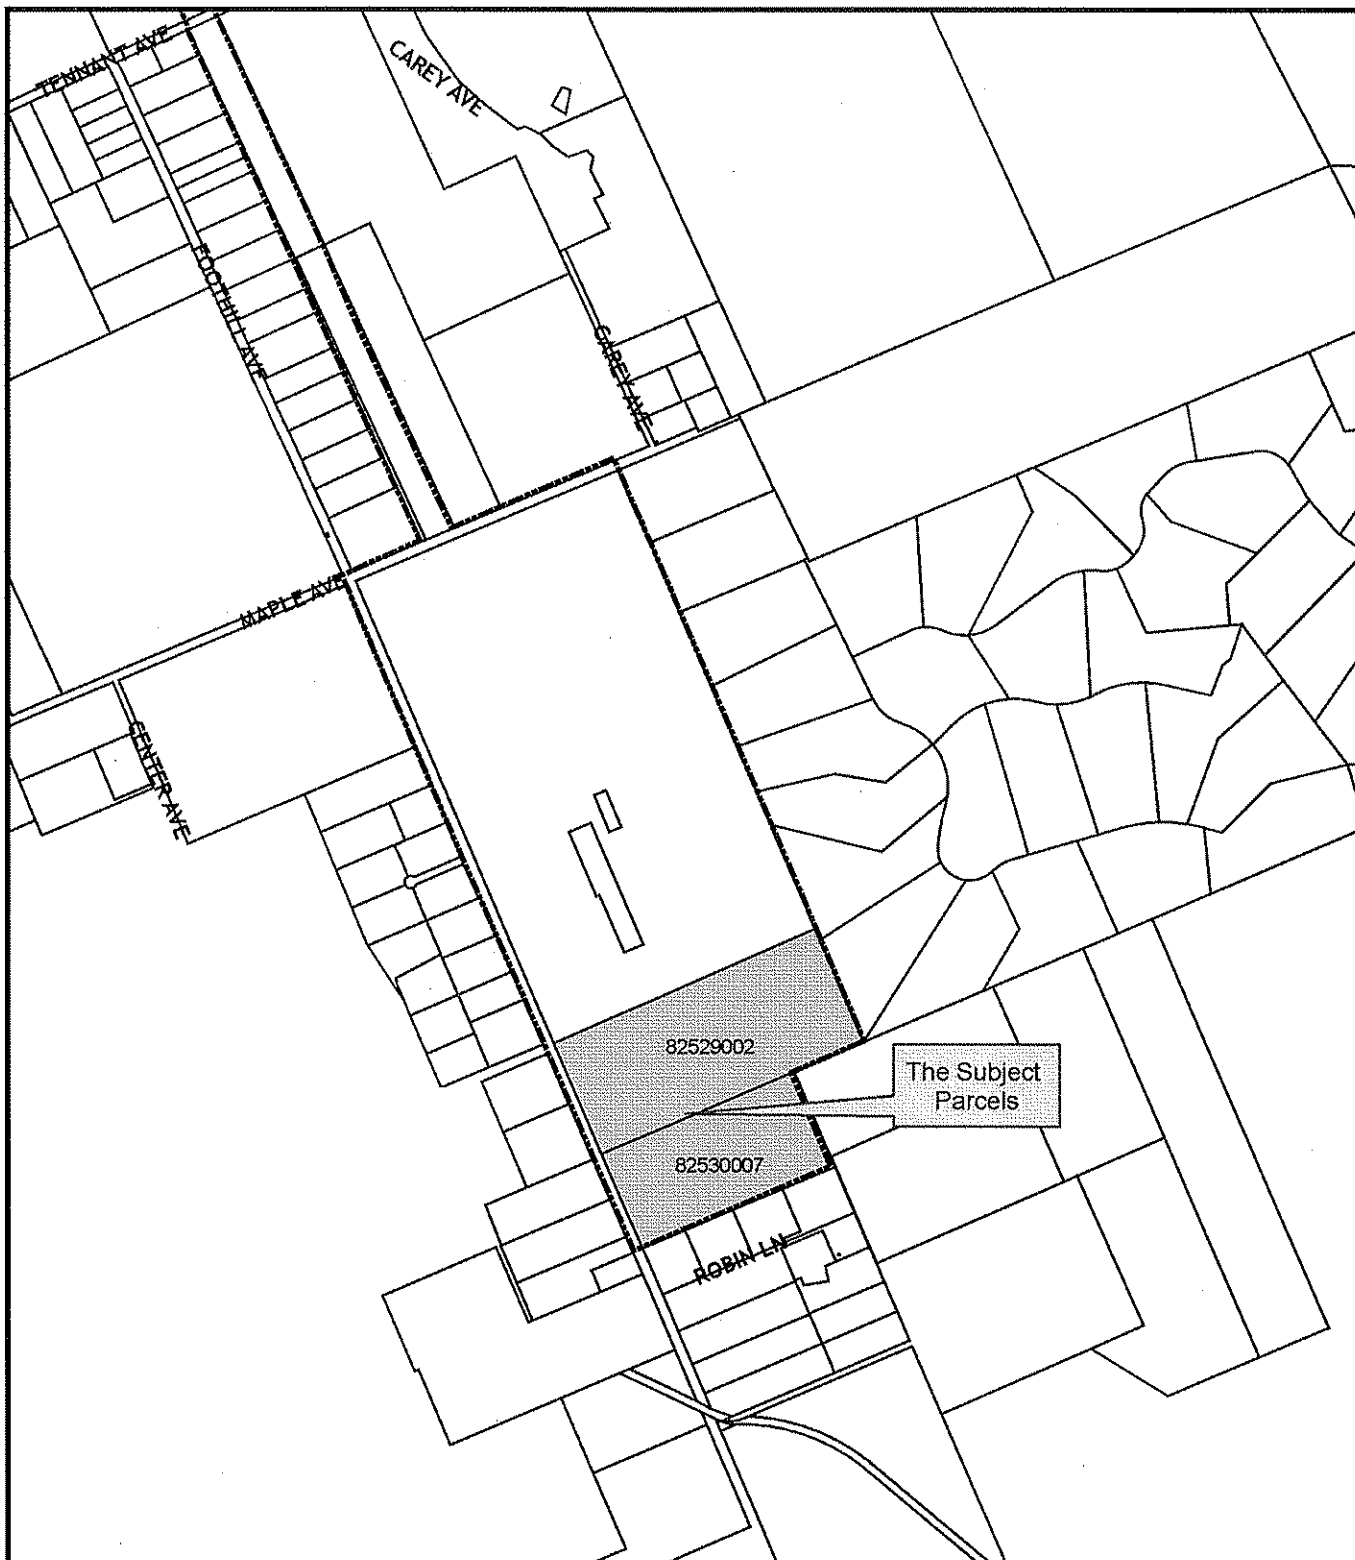 TENNANT AVE
CAREY AVE
FOOTHILL AVE
CAREY AVE
MAPLE AVE
CENTER AVE
82529002
The Subject
Parcels
82530007
ROBIN LN